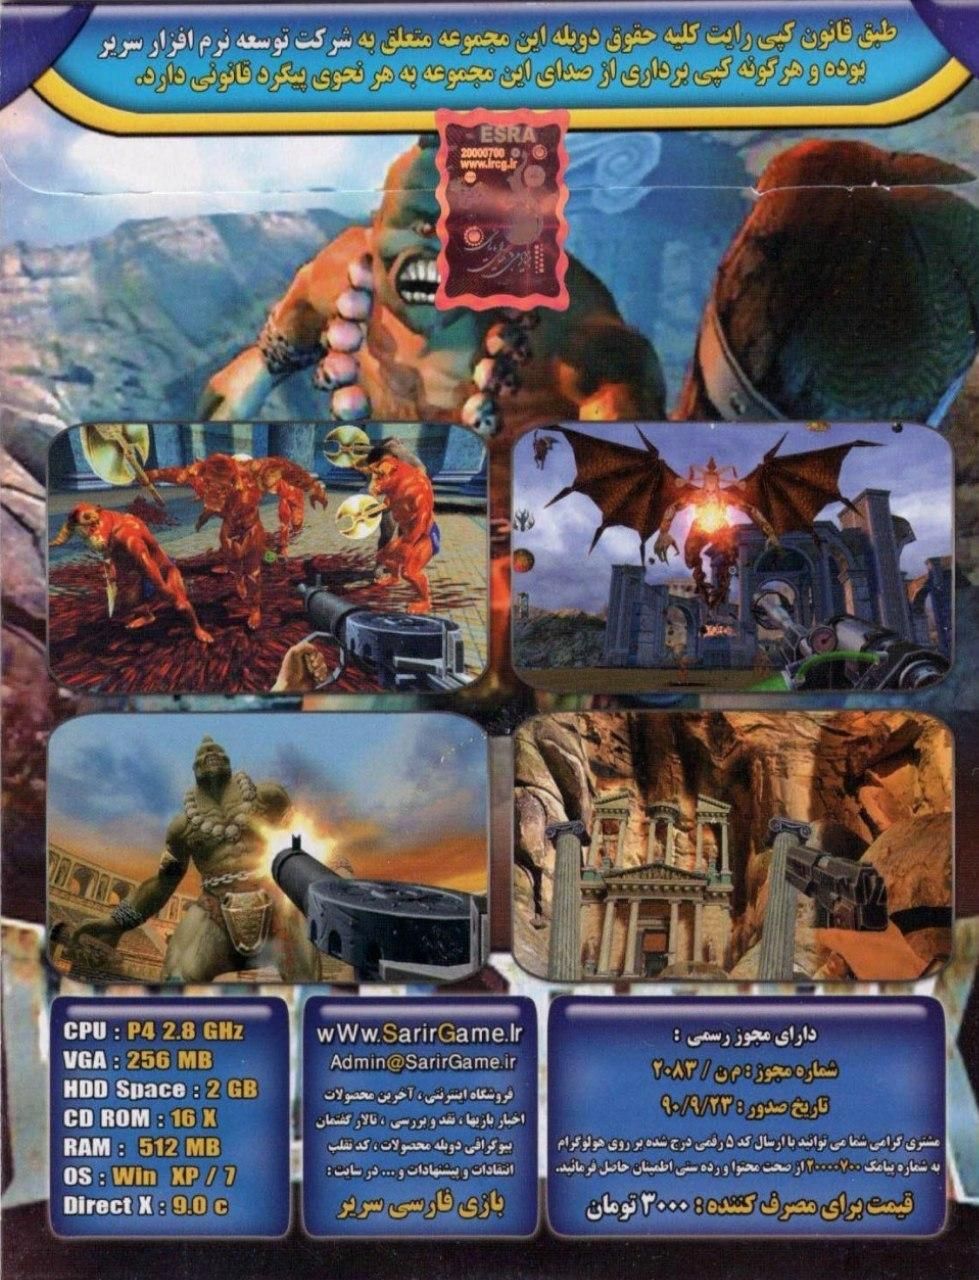 طبق قانون کپی رایت کلیه حقوق دوبله این مجموعه متعلق به شرکت توسعه نرم افزار سریر
بوده و هرگونه کپی برداری از صدای این مجموعه به هر نحوی پیگرد قانونی دارد.
ESRA
20000700
www.ircg.ir
CPU : P4 2.8 GHz
VGA : 256 MB
HDD Space : 2 GB
CD ROM : 16 X
RAM : 512 MB
OS : Win XP / 7
Direct X : 9.0 c
wWw.SarirGame.Ir
Admin@SarirGame.ir
فروشگاه اینترنتی ، آخرین محصولات
اخبار بازیها ، نقد و بررسی ، تالار گفتمان
بیوگرافی دوبله محصولات ، کد تقلب
انتقادات و پیشنهادات و ... در سایت :
بازی فارسی سریر
دارای مجوز رسمی :
شماره مجوز : م ن / ۲۰۸۳
تاریخ صدور : ۹۰/۹/۲۳
مشتری گرامی شما می توانید با ارسال کد ۵ رقمی درج شده بر روی هولوگرام
به شماره پیامک ۲۰۰۰۰۷۰۰ از صحت محتوا و رده سنی اطمینان حاصل فرمائید.
قیمت برای مصرف کننده : ۳۰۰۰ تومان